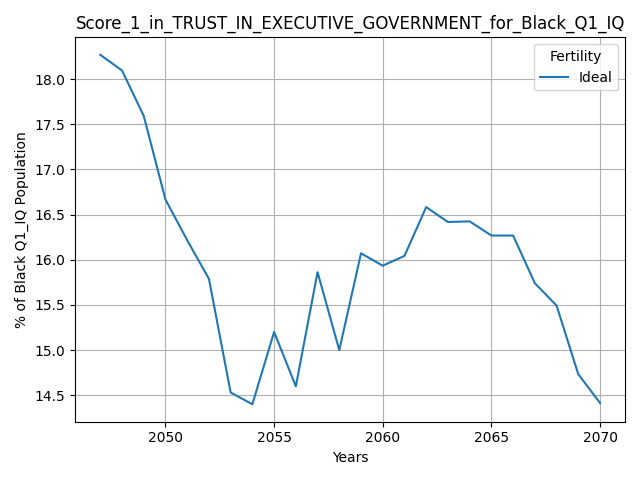 Score_1_in_TRUST_IN_EXECUTIVE_GOVERNMENT_for_Black_Q1_IQ
Fertility
Ideal
% of Black Q1_IQ Population
18.0
17.5
17.0
16.5
16.0
15.5
15.0
14.5
2050
2055
2060
2065
2070
Years